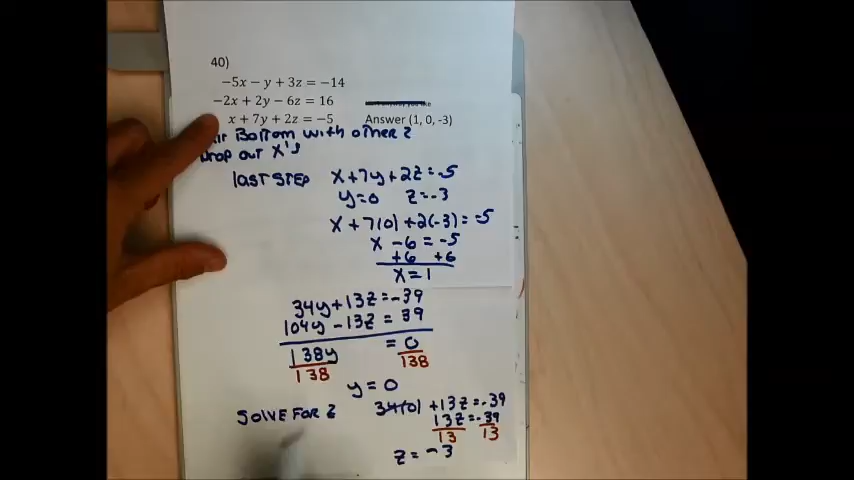 40)
−5x − y + 3z = −14
−2x + 2y − 6z = 16
x + 7y + 2z = −5
Answer (1, 0, -3)
Bottom with other 2
Drop out X's
last step x+7y+2z=-5
y=0 z=-3
x+7(0)+2(-3)=-5
x -6 =-5
+6 +6
x=1
34y+13z=-39
104y -13z = 39
138y = 0
138 138
y=0
Solve for z 34(0) +13z=-39
13z=-39
13 13
z= -3